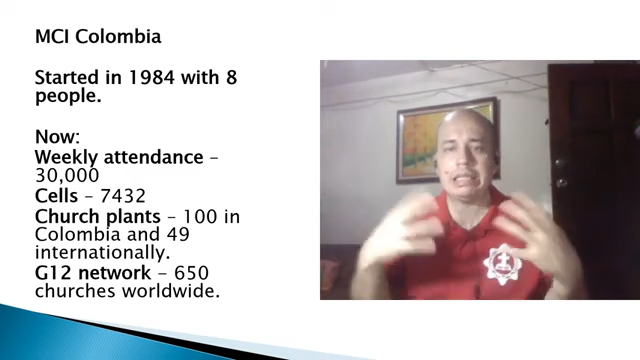 MCI Colombia
Started in 1984 with 8
people.
Now:
Weekly attendance –
30,000
Cells – 7432
Church plants – 100 in
Colombia and 49
internationally.
G12 network – 650
churches worldwide.